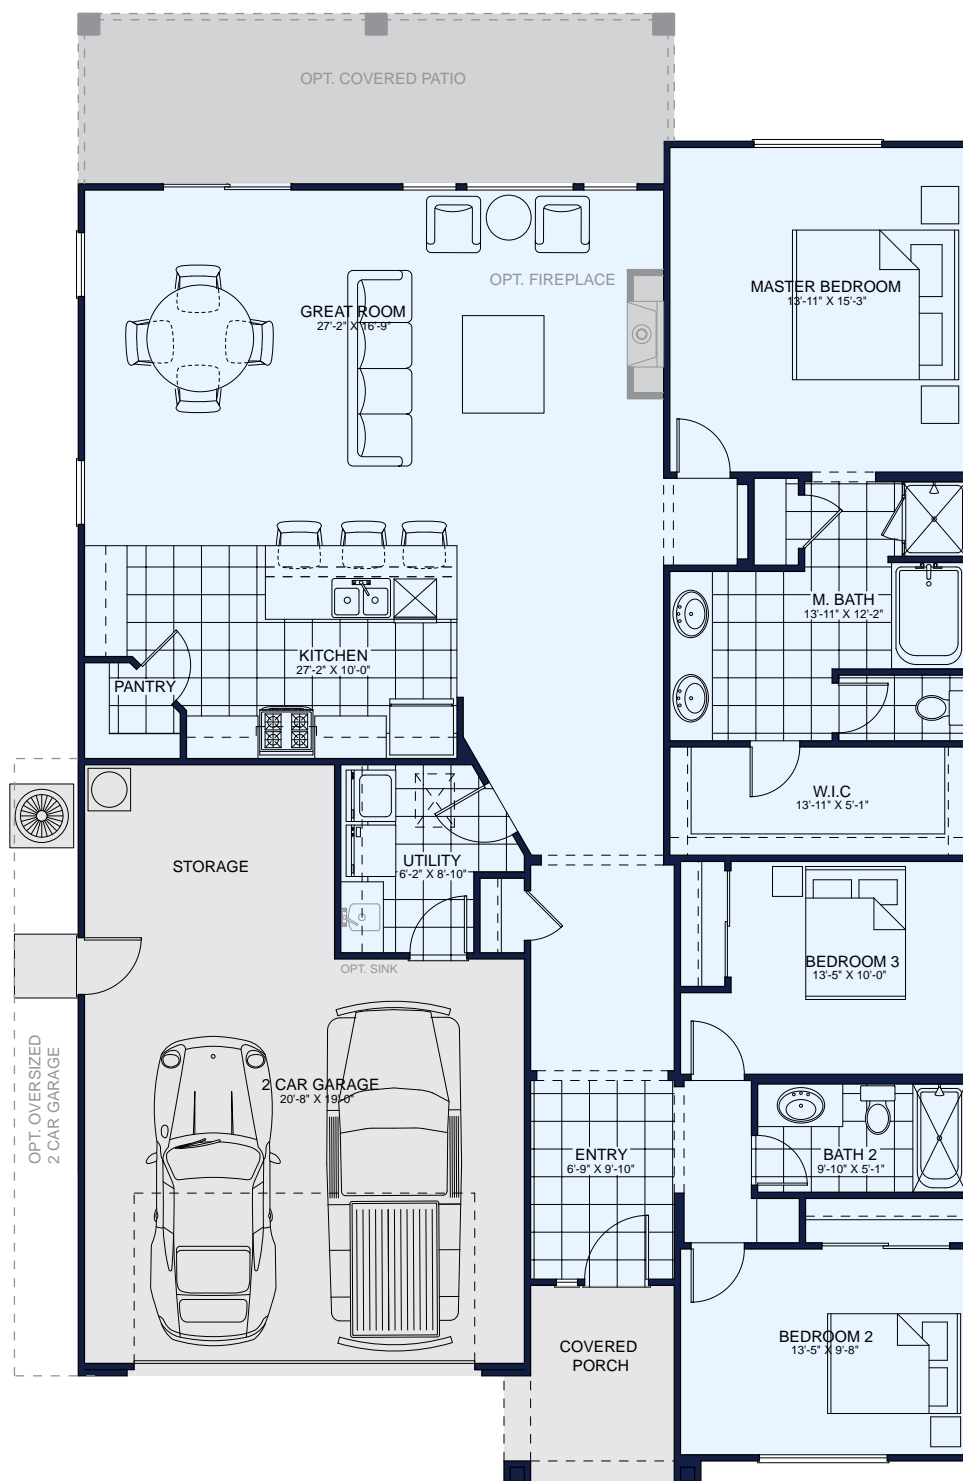 OPT. COVERED PATIO
OPT. FIREPLACE
MASTER BEDROOM
13'-11" X 15'-3"
GREAT ROOM
27'-2" X 16'-9"
M. BATH
13'-11" X 12'-2"
KITCHEN
27'-2" X 10'-0"
PANTRY
W.I.C
13'-11" X 5'-1"
STORAGE
UTILITY
6'-2" X 8'-10"
OPT. SINK
BEDROOM 3
13'-5" X 10'-0"
OPT. OVERSIZED
2 CAR GARAGE
2 CAR GARAGE
20'-8" X 19'-0"
ENTRY
6'-9" X 9'-10"
BATH 2
9'-10" X 5'-1"
COVERED
PORCH
BEDROOM 2
13'-5" X 9'-8"